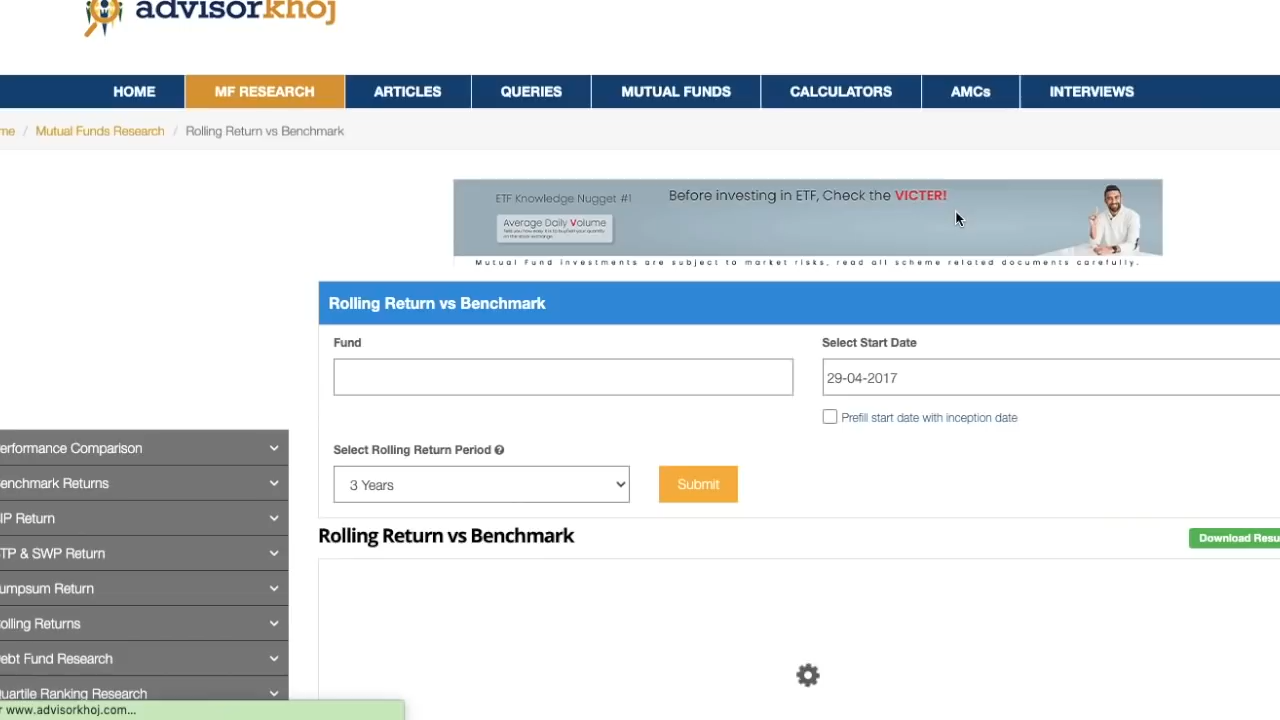 advisorkhoj
HOME
MF RESEARCH
ARTICLES
QUERIES
MUTUAL FUNDS
CALCULATORS
AMCs
INTERVIEWS
me / Mutual Funds Research / Rolling Return vs Benchmark
ETF Knowledge Nugget #1
Before investing in ETF, Check the VICTER!
Average Daily Volume
Mutual Fund investments are subject to market risks, read all scheme related documents carefully.
Rolling Return vs Benchmark
Fund
Select Start Date
29-04-2017
Prefill start date with inception date
Select Rolling Return Period
3 Years
Submit
Rolling Return vs Benchmark
Download Resu
erformance Comparison
enchmark Returns
IP Return
TP & SWP Return
umpsum Return
olling Returns
ebt Fund Research
uartile Ranking Research
r www.advisorkhoj.com...